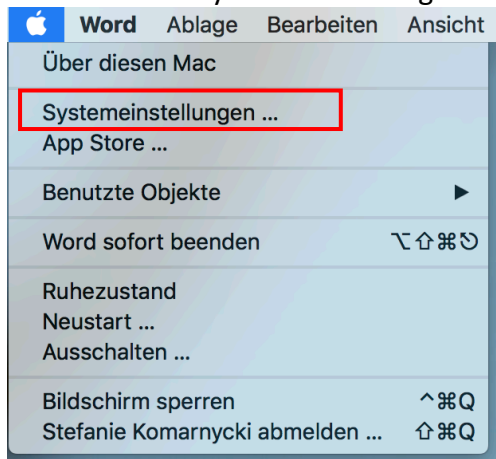 Word Ablage Bearbeiten Ansicht
Über diesen Mac
Systemeinstellungen ...
App Store ...
Benutzte Objekte ▶
Word sofort beenden ⌥⇧⌘⎋
Ruhezustand
Neustart ...
Ausschalten ...
Bildschirm sperren ^⌘Q
Stefanie Komarnycki abmelden ... ⇧⌘Q